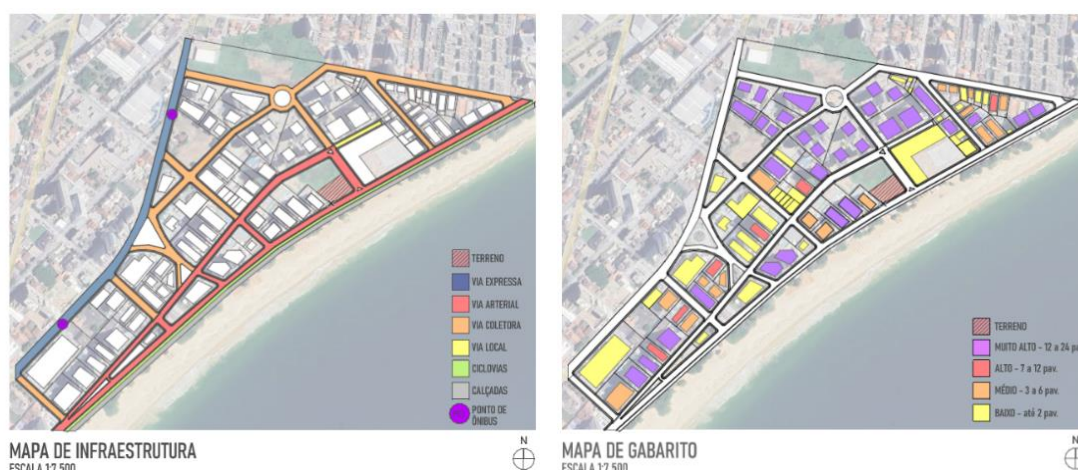 TERRENO
VIA EXPRESSA
VIA ARTERIAL
VIA COLETORA
VIA LOCAL
CICLOVIAS
CALÇADAS
PONTO DE
ÔNIBUS
MAPA DE INFRAESTRUTURA
ESCALA 1:7.500
N
TERRENO
MUITO ALTO - 12 a 24 pa
ALTO - 7 a 12 pav.
MÉDIO - 3 a 6 pav.
BAIXO - até 2 pav.
MAPA DE GABARITO
ESCALA 1:7.500
N